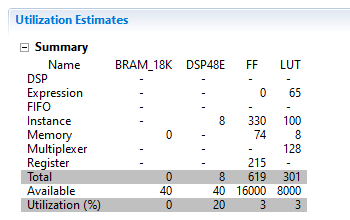 Utilization Estimates
Summary
Name BRAM_18K DSP48E FF LUT
DSP - - - -
Expression - - 0 65
FIFO - - - -
Instance - 8 330 100
Memory 0 - 74 8
Multiplexer - - - 128
Register - - 215 -
Total 0 8 619 301
Available 40 40 16000 8000
Utilization (%) 0 20 3 3